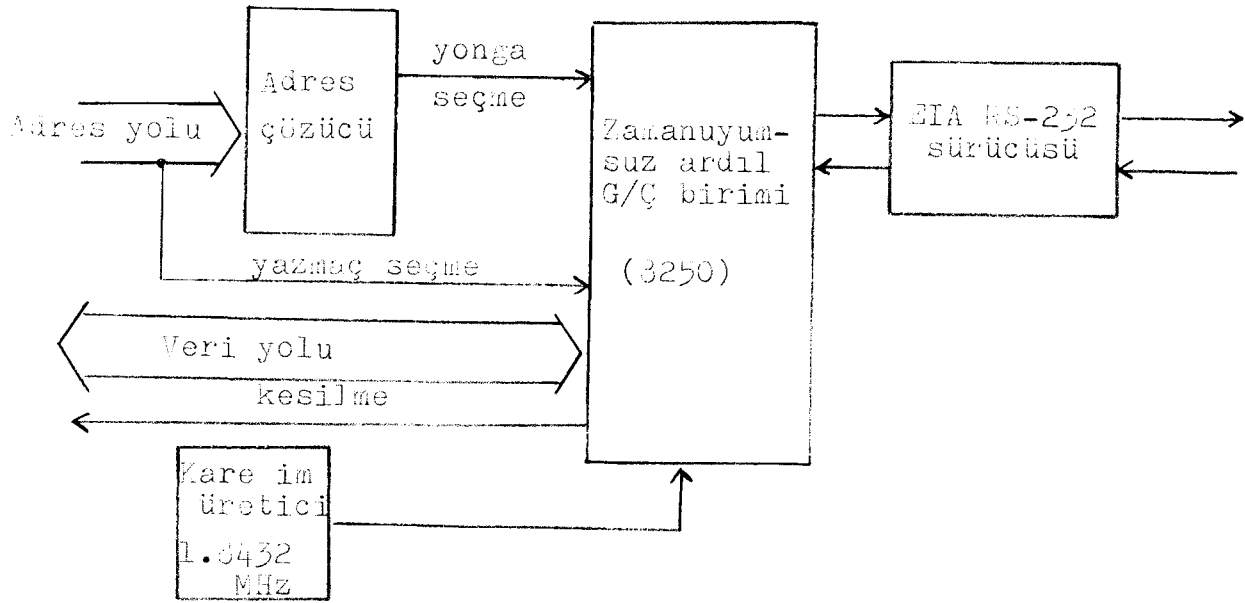 yonga
seçme
Adres
çözücü
Adres yolu
Zamanuyum-
suz ardıl
G/Ç birimi
(8250)
EIA RS-232
sürücüsü
yazmaç seçme
Veri yolu
kesilme
Kare im
üretici
1.8432
MHz